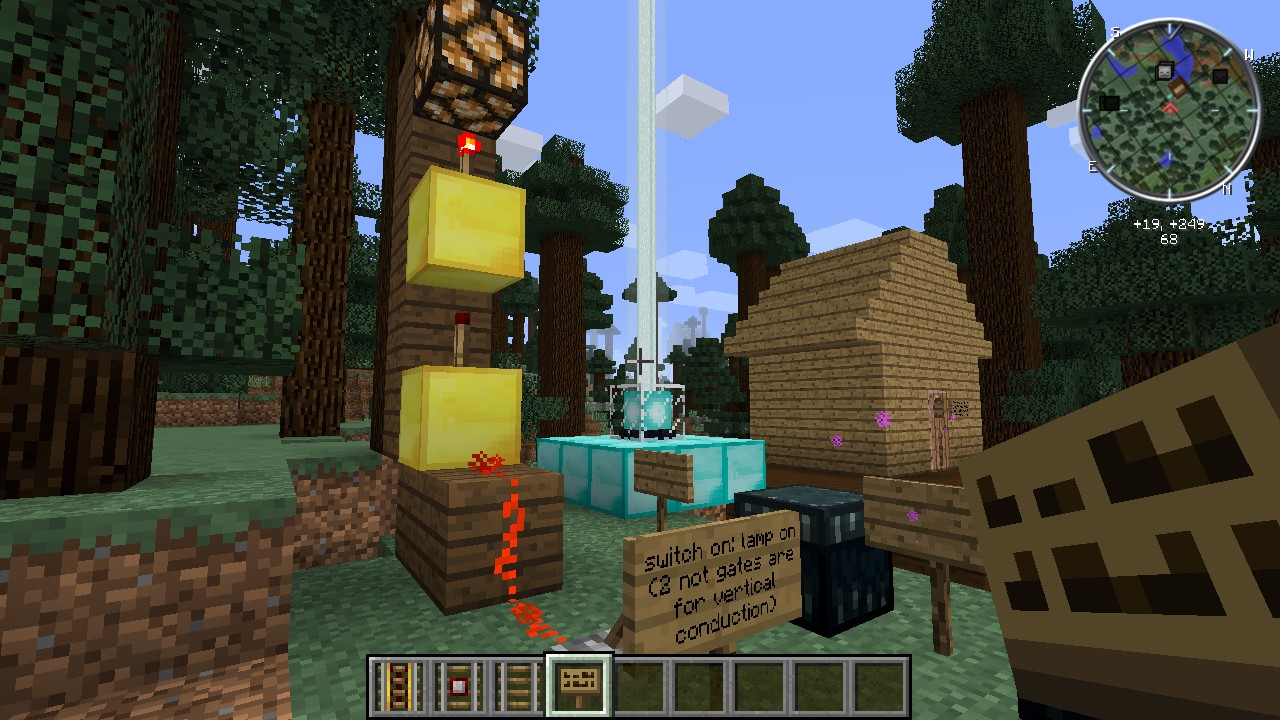 S
W
E
N
+19, +249
68
switch on: lamp on
(2 not gates are
for vertical
conduction)